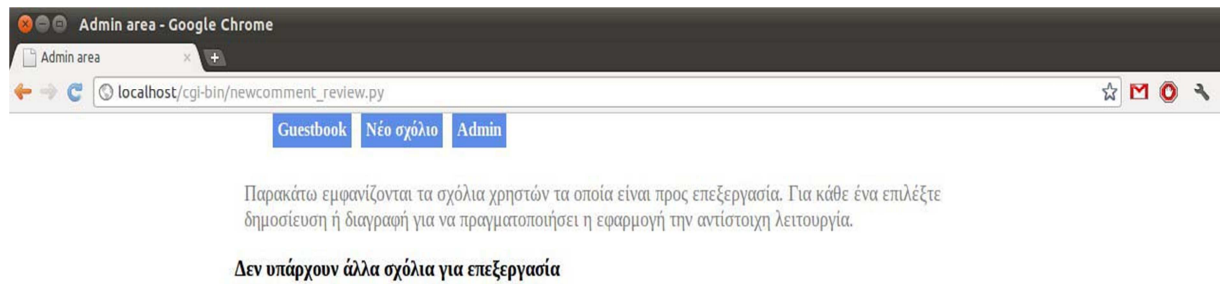 Admin area - Google Chrome
Admin area
localhost/cgi-bin/newcomment_review.py
Guestbook Νέο σχόλιο Admin
Παρακάτω εμφανίζονται τα σχόλια χρηστών τα οποία είναι προς επεξεργασία. Για κάθε ένα επιλέξτε
δημοσίευση ή διαγραφή για να πραγματοποιήσει η εφαρμογή την αντίστοιχη λειτουργία.
Δεν υπάρχουν άλλα σχόλια για επεξεργασία